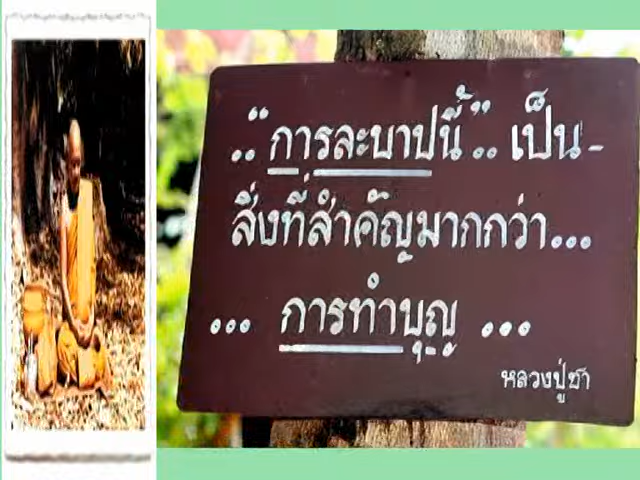 .."การละบาปนี้".. เป็น-
สิ่งที่สำคัญมากกว่า...
... การทำบุญ ...
หลวงปู่ชา